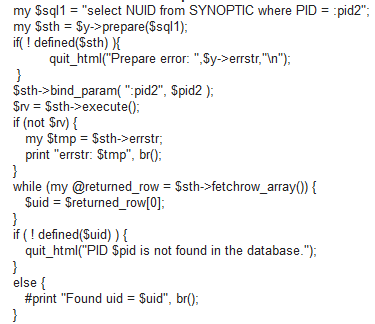 my $sql1 = "select NUID from SYNOPTIC where PID = :pid2";
my $sth = $y->prepare($sql1);
if( ! defined($sth) ){
quit_html("Prepare error: ",$y->errstr,"\n");
}
$sth->bind_param( ":pid2", $pid2 );
$rv = $sth->execute();
if (not $rv) {
my $tmp = $sth->errstr;
print "errstr: $tmp", br();
}
while (my @returned_row = $sth->fetchrow_array()) {
$uid = $returned_row[0];
}
if ( ! defined($uid) ) {
quit_html("PID $pid is not found in the database.");
}
else {
#print "Found uid = $uid", br();
}